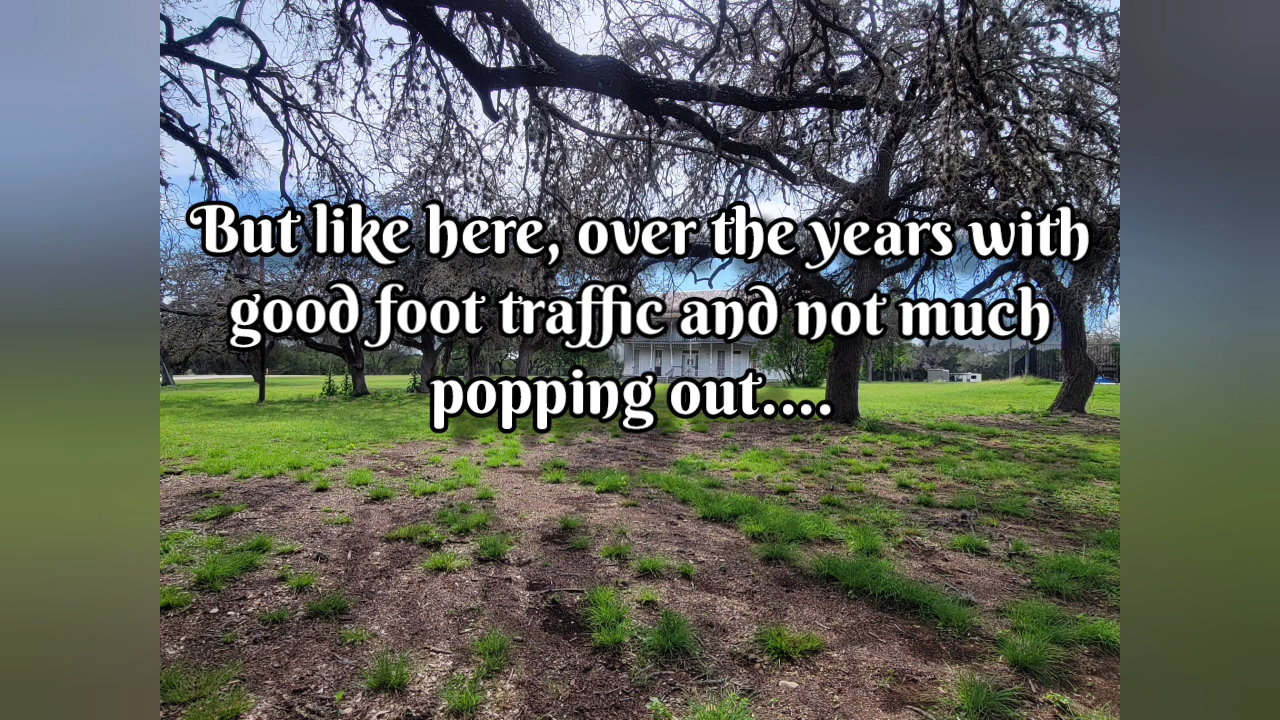 But like here, over the years with
good foot traffic and not much
popping out....